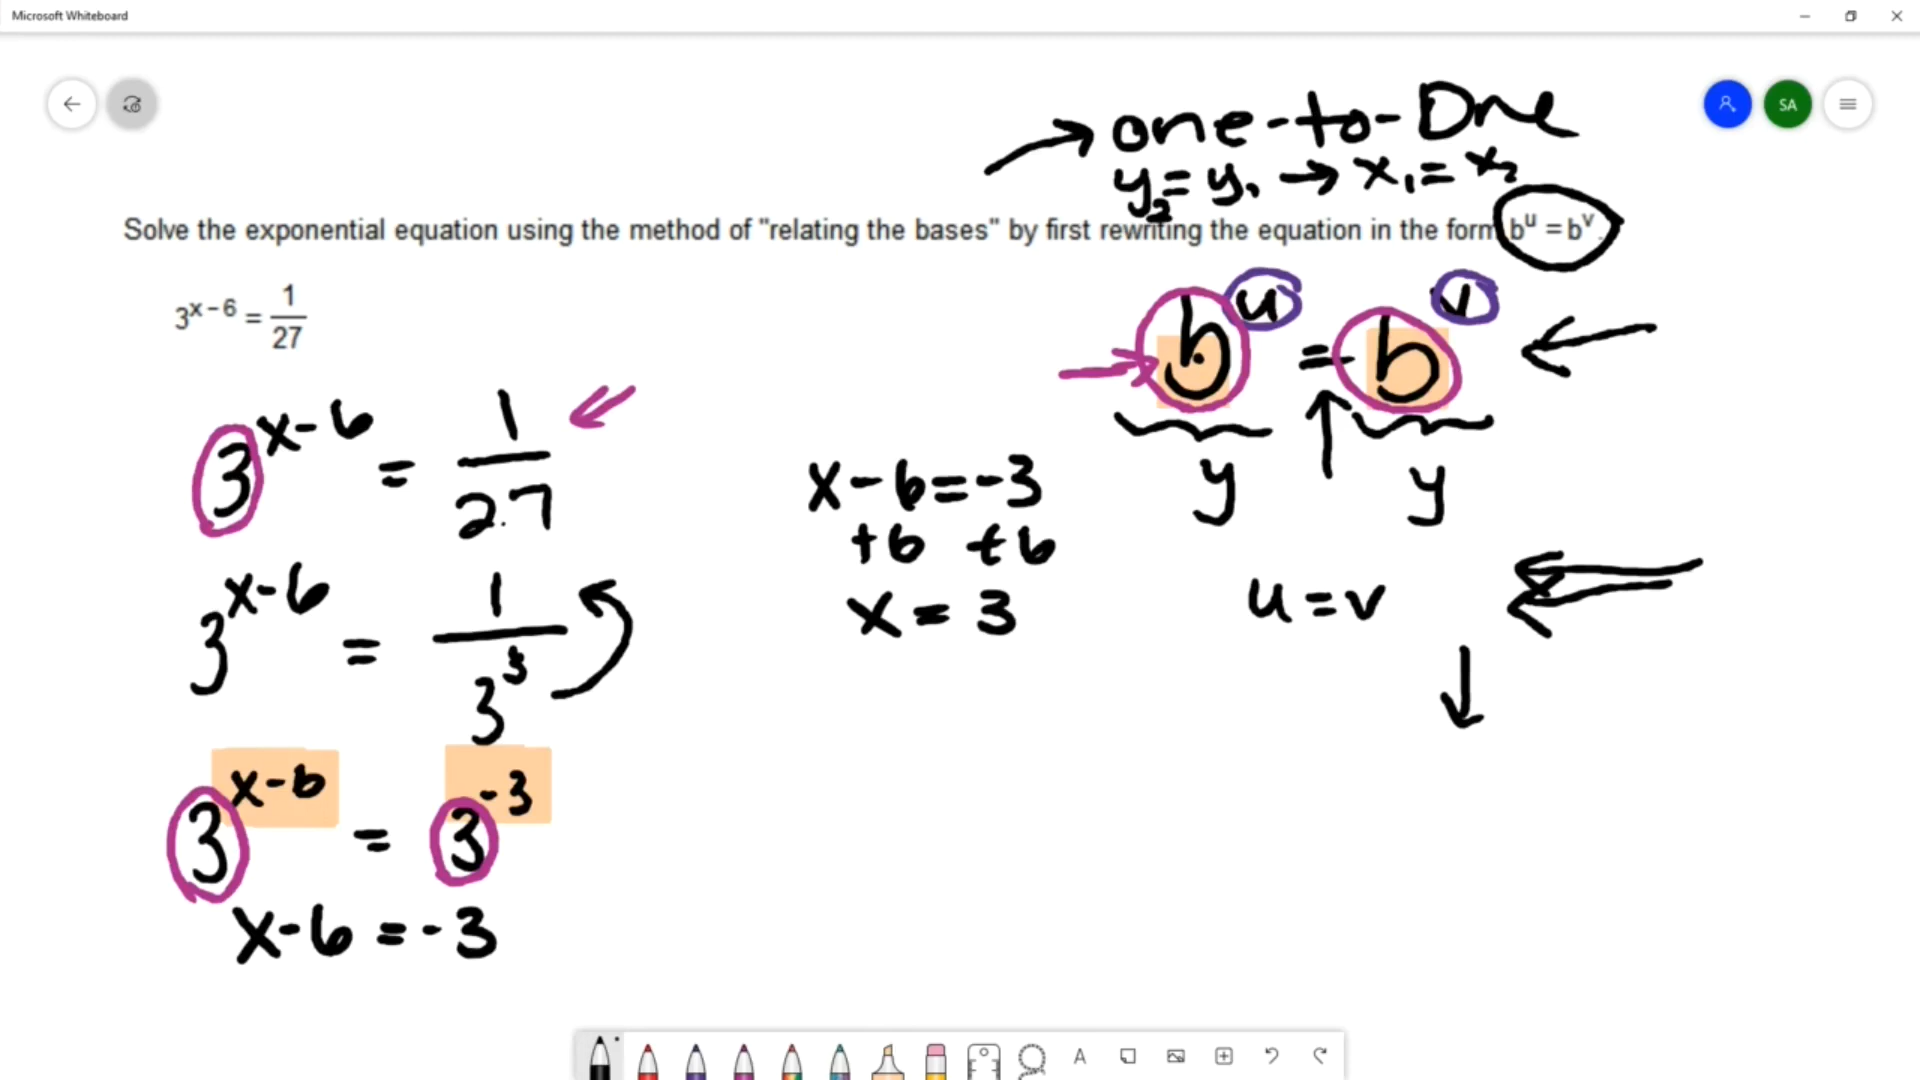 Microsoft Whiteboard
SA
→ one-to-One
y₂ = y₁ → x₁ = x₂
Solve the exponential equation using the method of "relating the bases" by first rewriting the equation in the form bᵘ = bᵛ.
3ˣ⁻⁶ = 1/27
bᵘ = bᵛ
y y
u = v
3ˣ⁻⁶ = 1/27
3ˣ⁻⁶ = 1/3³
3ˣ⁻⁶ = 3⁻³
x-6 = -3
x-6 = -3
+6 +6
x = 3
A